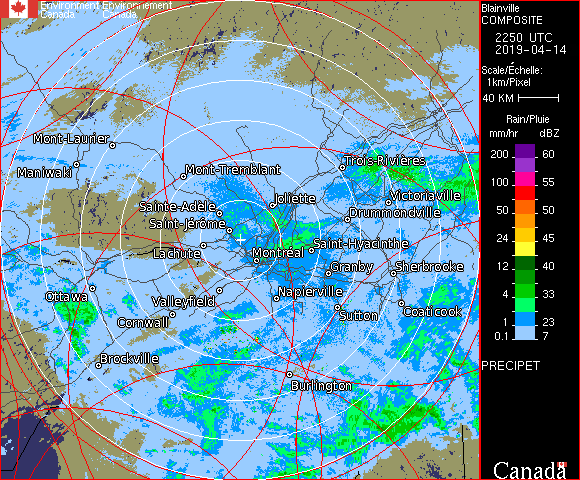 Environment Environnement
Canada Canada
Blainville
COMPOSITE
2250 UTC
2019-04-14
Scale/Échelle:
1km/Pixel
40 KM
Rain/Pluie
mm/hr dBZ
200 60
100 55
50 50
24 45
12 40
4 33
1 23
0.1 7
PRECIPET
Canada
Mont-Laurier
Maniwaki
Mont-Tremblant
Trois-Rivières
Sainte-Adèle
Joliette
Victoriaville
Drummondville
Saint-Jérôme
Lachute
Montréal
Saint-Hyacinthe
Granby
Sherbrooke
Ottawa
Valleyfield
Napierville
Cornwall
Sutton
Coaticook
Brockville
Burlington